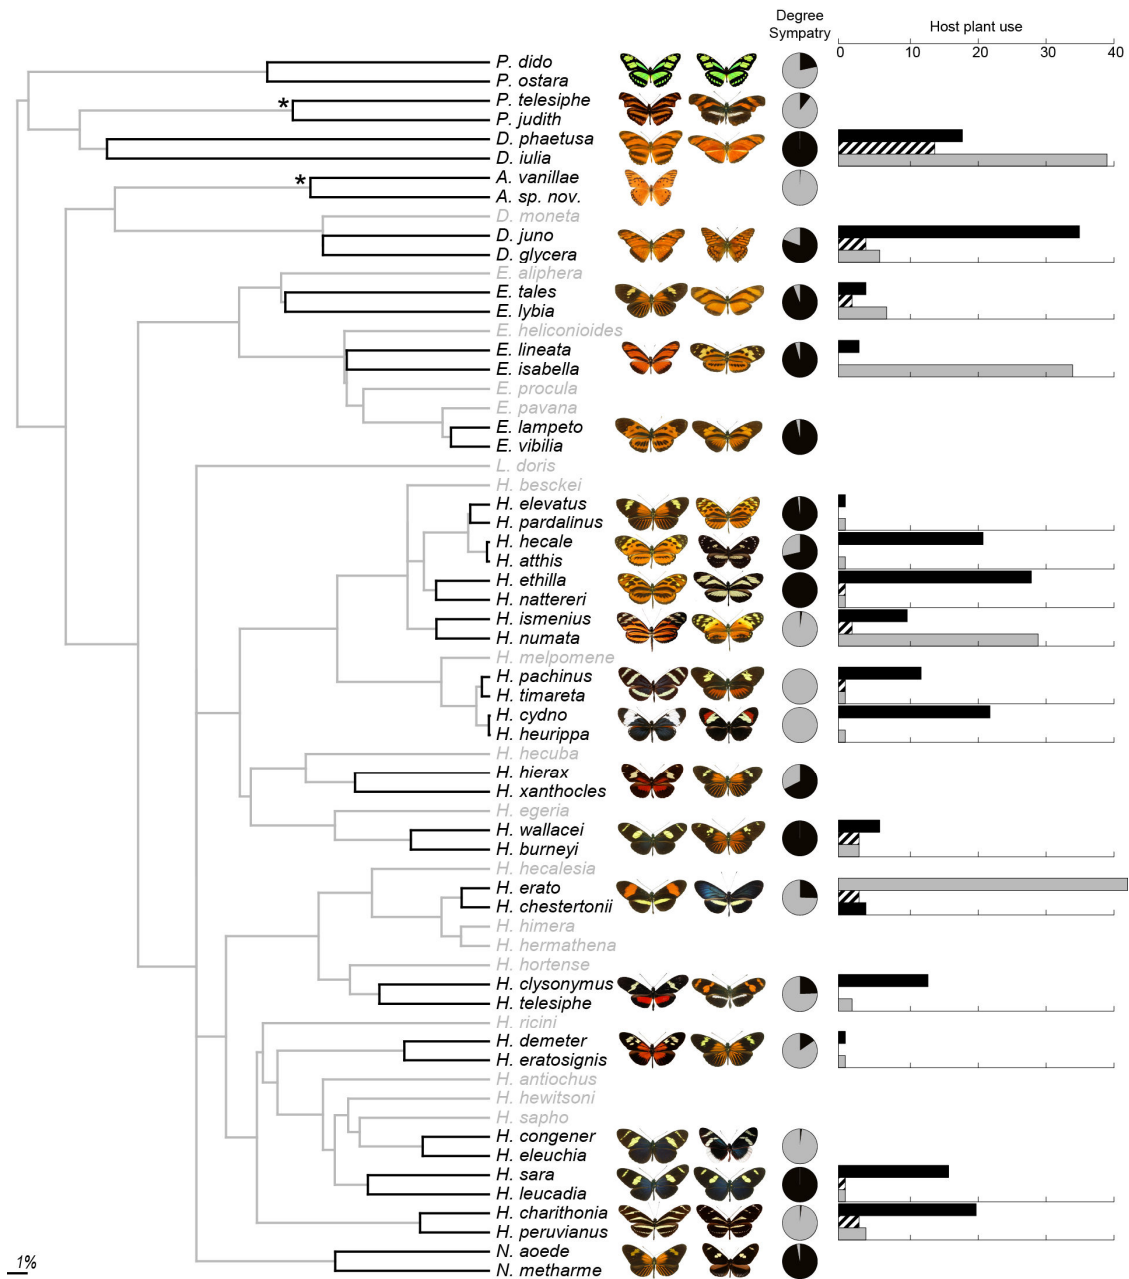 Degree
Sympatry
Host plant use
0 10 20 30 40
P. dido
P. ostara
* P. telesiphe
P. judith
D. phaetusa
D. iulia
* A. vanillae
A. sp. nov.
D. moneta
D. juno
D. glycera
E. aliphera
E. tales
E. lybia
E. heliconioides
E. lineata
E. isabella
E. procula
E. pavana
E. lampeto
E. vibilia
L. doris
H. besckei
H. elevatus
H. pardalinus
H. hecale
H. atthis
H. ethilla
H. nattereri
H. ismenius
H. numata
H. melpomene
H. pachinus
H. timareta
H. cydno
H. heurippa
H. hecuba
H. hierax
H. xanthocles
H. egeria
H. wallacei
H. burneyi
H. hecalesia
H. erato
H. chestertonii
H. himera
H. hermathena
H. hortense
H. clysonymus
H. telesiphe
H. ricini
H. demeter
H. eratosignis
H. antiochus
H. hewitsoni
H. sapho
H. congener
H. eleuchia
H. sara
H. leucadia
H. charithonia
H. peruvianus
N. aoede
N. metharme
1%